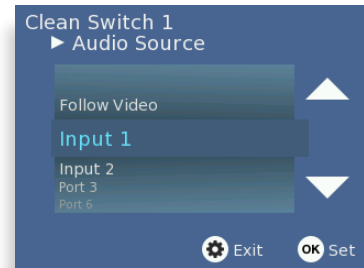 Clean Switch 1
▶ Audio Source
Follow Video
Input 1
Input 2
Port 3
Port 6
Exit OK Set